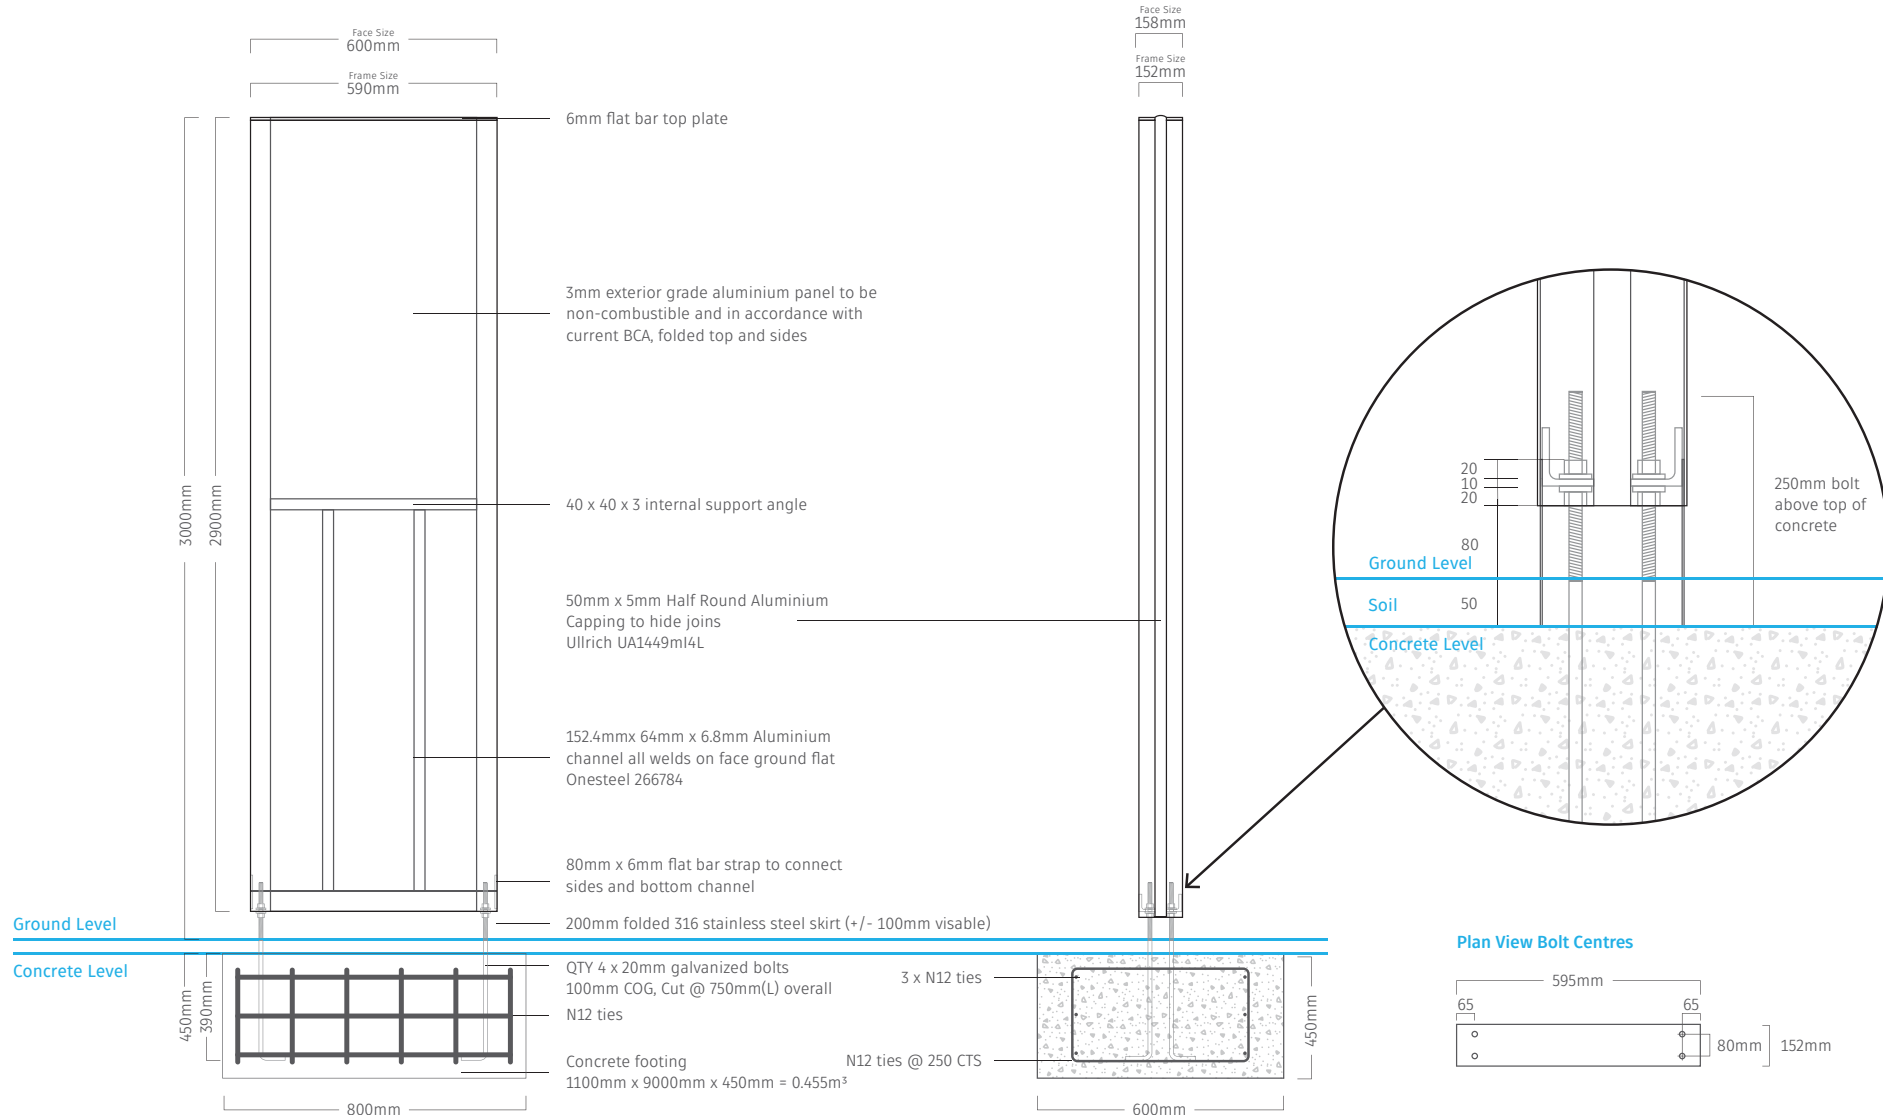 Face Size
600mm
Frame Size
590mm
Face Size
158mm
Frame Size
152mm
6mm flat bar top plate
3mm exterior grade aluminium panel to be
non-combustible and in accordance with
current BCA, folded top and sides
3000mm
2900mm
40 x 40 x 3 internal support angle
50mm x 5mm Half Round Aluminium
Capping to hide joins
Ullrich UA1449ml4L
152.4mmx 64mm x 6.8mm Aluminium
channel all welds on face ground flat
Onesteel 266784
80mm x 6mm flat bar strap to connect
sides and bottom channel
200mm folded 316 stainless steel skirt (+/- 100mm visable)
Ground Level
Concrete Level
450mm
390mm
QTY 4 x 20mm galvanized bolts
100mm COG, Cut @ 750mm(L) overall
N12 ties
Concrete footing
1100mm x 9000mm x 450mm = 0.455m³
800mm
3 x N12 ties
N12 ties @ 250 CTS
450mm
600mm
20
10
20
80
Ground Level
Soil
50
Concrete Level
250mm bolt
above top of
concrete
Plan View Bolt Centres
595mm
65
65
80mm
152mm